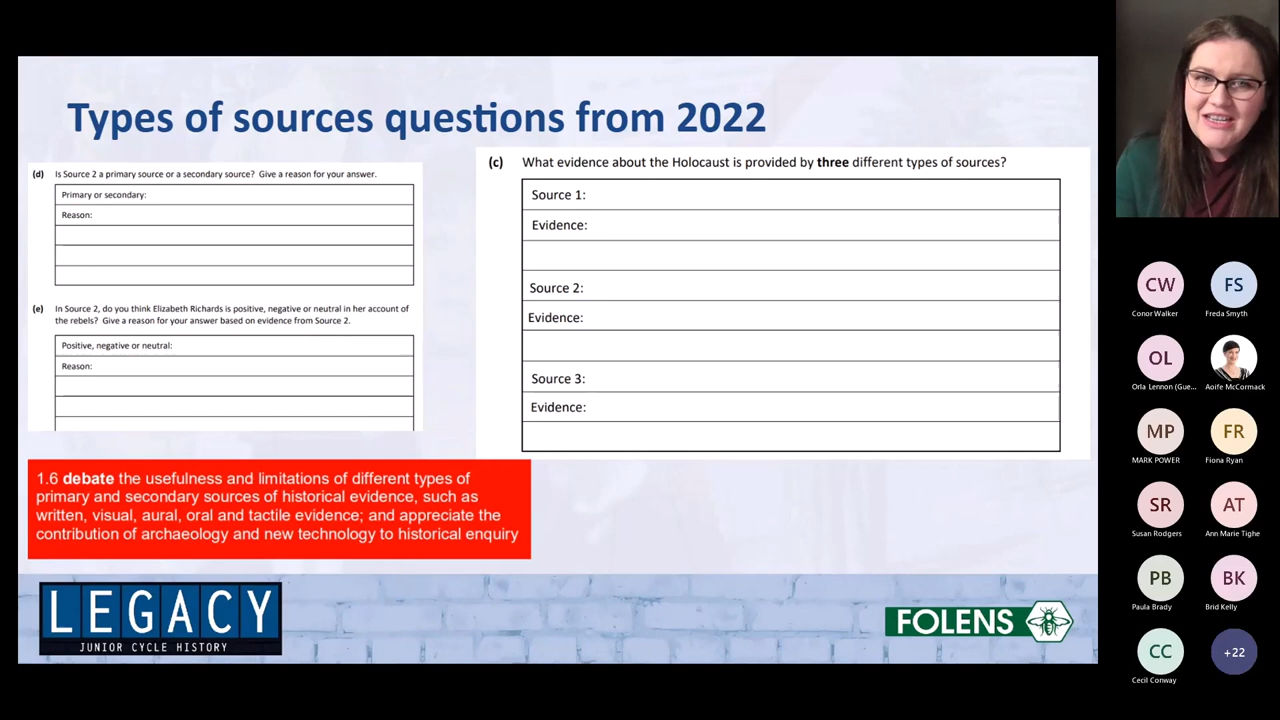 Types of sources questions from 2022
(d) Is Source 2 a primary source or a secondary source? Give a reason for your answer.
Primary or secondary:
Reason:
(e) In Source 2, do you think Elizabeth Richards is positive, negative or neutral in her account of
the rebels? Give a reason for your answer based on evidence from Source 2.
Positive, negative or neutral:
Reason:
(c) What evidence about the Holocaust is provided by three different types of sources?
Source 1:
Evidence:
Source 2:
Evidence:
Source 3:
Evidence:
1.6 debate the usefulness and limitations of different types of
primary and secondary sources of historical evidence, such as
written, visual, aural, oral and tactile evidence; and appreciate the
contribution of archaeology and new technology to historical enquiry
LEGACY
JUNIOR CYCLE HISTORY
FOLENS
CW
Conor Walker
FS
Freda Smyth
OL
Orla Lennon (Gue...
Aoife McCormack
MP
MARK POWER
FR
Fiona Ryan
SR
Susan Rodgers
AT
Ann Marie Tighe
PB
Paula Brady
BK
Brid Kelly
CC
Cecil Conway
+22